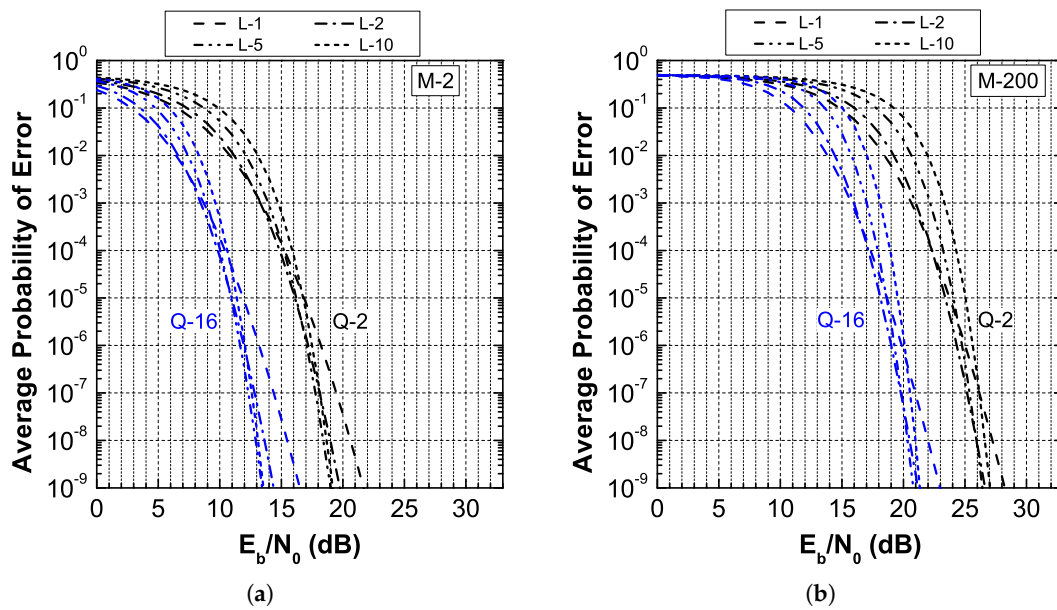 L-1 L-2
L-5 L-10
M-2
10^0
10^-1
10^-2
10^-3
10^-4
10^-5
10^-6
10^-7
10^-8
10^-9
Average Probability of Error
Q-16
Q-2
0 5 10 15 20 25 30
E_b/N_0 (dB)
(a)
L-1 L-2
L-5 L-10
M-200
10^0
10^-1
10^-2
10^-3
10^-4
10^-5
10^-6
10^-7
10^-8
10^-9
Average Probability of Error
Q-16
Q-2
0 5 10 15 20 25 30
E_b/N_0 (dB)
(b)